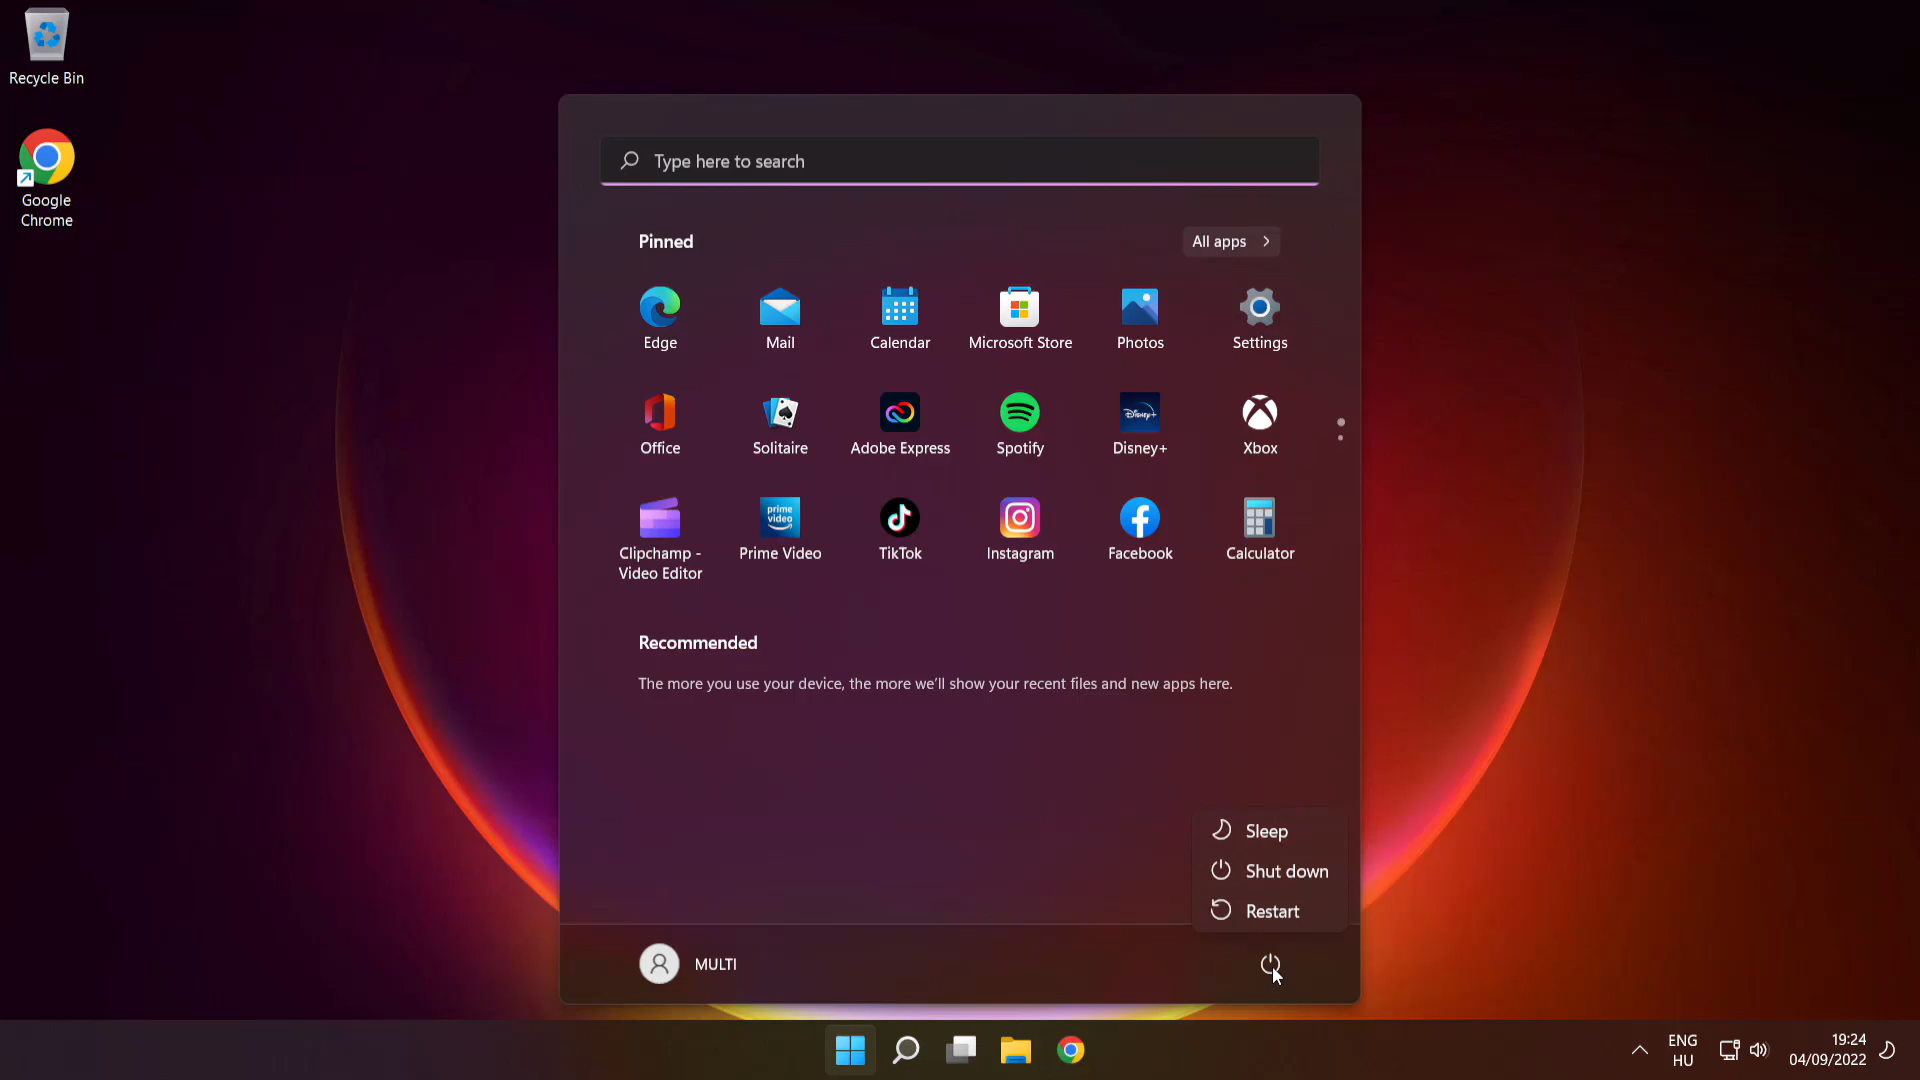 Recycle Bin
Google
Chrome
Type here to search
Pinned
All apps
Edge
Mail
Calendar
Microsoft Store
Photos
Settings
Office
Solitaire
Adobe Express
Spotify
Disney+
Disney+
Xbox
prime
video
Clipchamp -
Video Editor
Prime Video
TikTok
Instagram
Facebook
Calculator
Recommended
The more you use your device, the more we'll show your recent files and new apps here.
Sleep
Shut down
Restart
MULTI
ENG
HU
19:24
04/09/2022